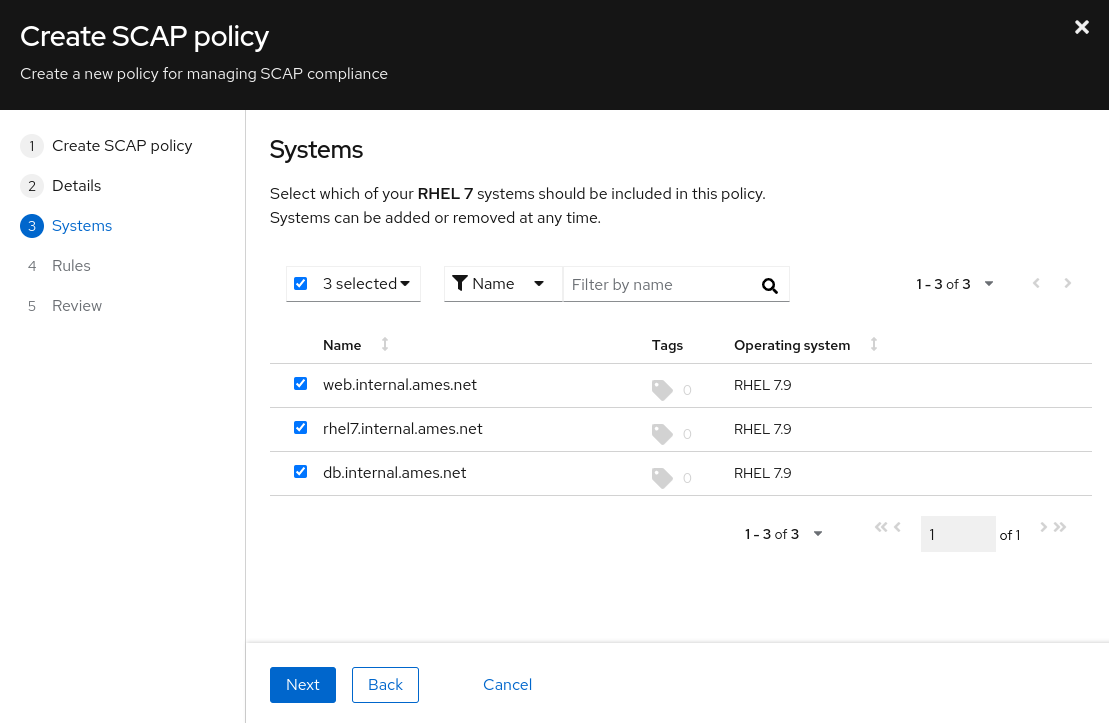 Create SCAP policy
Create a new policy for managing SCAP compliance
1 Create SCAP policy
2 Details
3 Systems
4 Rules
5 Review
Systems
Select which of your RHEL 7 systems should be included in this policy.
Systems can be added or removed at any time.
3 selected Name Filter by name 1 - 3 of 3
Name Tags Operating system
web.internal.ames.net 0 RHEL 7.9
rhel7.internal.ames.net 0 RHEL 7.9
db.internal.ames.net 0 RHEL 7.9
1 - 3 of 3 1 of 1
Next Back Cancel